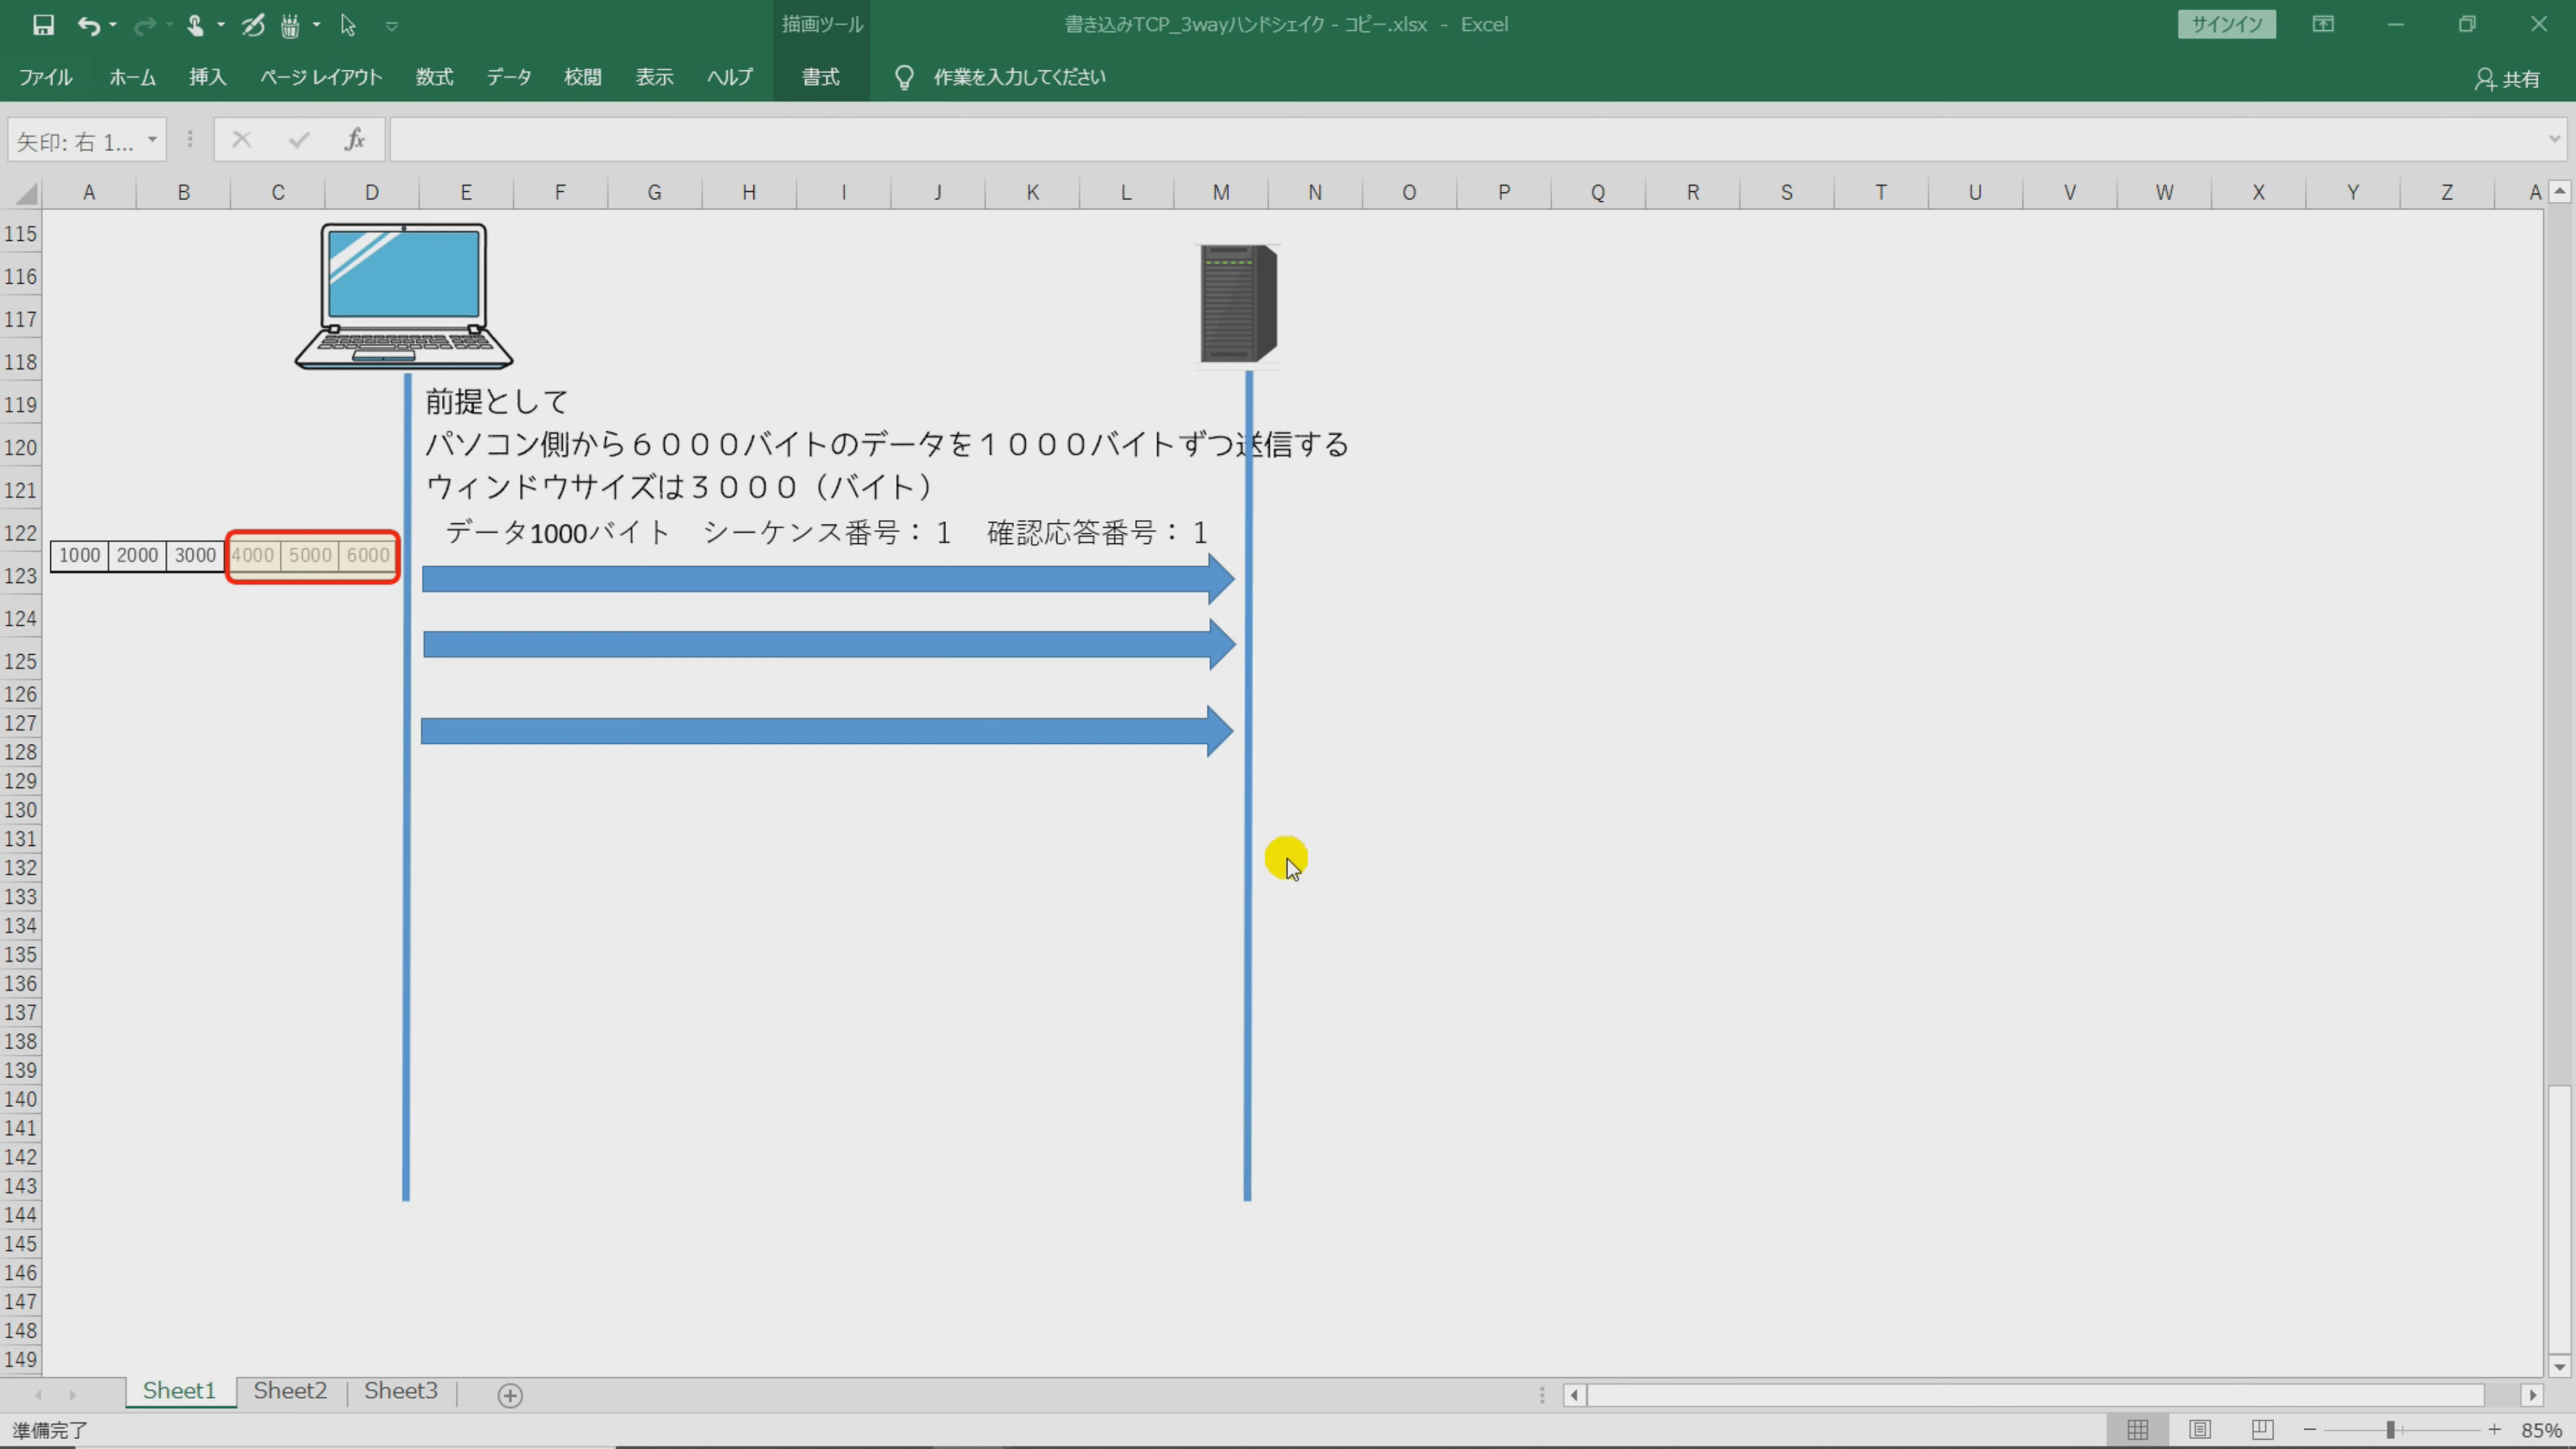 描画ツール
書き込みTCP_3wayハンドシェイク - コピー.xlsx - Excel
サインイン
ファイル ホーム 挿入 ページ レイアウト 数式 データ 校閲 表示 ヘルプ 書式 作業を入力してください 共有
矢印: 右 1... fx
A B C D E F G H I J K L M N O P Q R S T U V W X Y Z A
115
116
117
118
119
前提として
120
パソコン側から６０００バイトのデータを１０００バイトずつ送信する
121
ウィンドウサイズは３０００（バイト）
122
データ1000バイト シーケンス番号：１ 確認応答番号：１
1000 2000 3000 4000 5000 6000
123
124
125
126
127
128
129
130
131
132
133
134
135
136
137
138
139
140
141
142
143
144
145
146
147
148
149
Sheet1 Sheet2 Sheet3
準備完了
85%